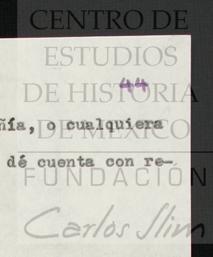 CENTRO DE
ESTUDIOS
44
DE HISTORIA
ñía, o cualquiera
DE MÉXICO
dé cuenta con re-
FUNDACIÓN
Carlos Slim